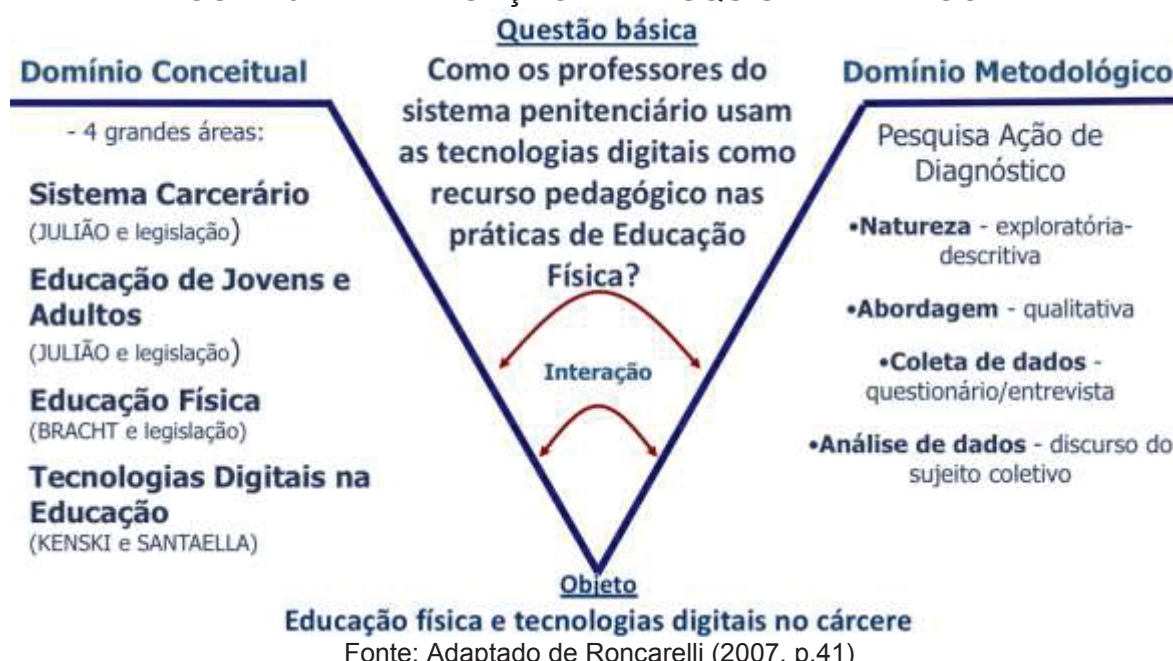 Questão básica
Como os professores do
sistema penitenciário usam
as tecnologias digitais como
recurso pedagógico nas
práticas de Educação
Física?
Domínio Conceitual
- 4 grandes áreas:
Sistema Carcerário
(JULIÃO e legislação)
Educação de Jovens e
Adultos
(JULIÃO e legislação)
Educação Física
(BRACHT e legislação)
Tecnologias Digitais na
Educação
(KENSKI e SANTAELLA)
Interação
Domínio Metodológico
Pesquisa Ação de
Diagnóstico
•Natureza - exploratória-
descritiva
•Abordagem - qualitativa
•Coleta de dados -
questionário/entrevista
•Análise de dados - discurso do
sujeito coletivo
Objeto
Educação física e tecnologias digitais no cárcere
Fonte: Adaptado de Roncarelli (2007, p.41)